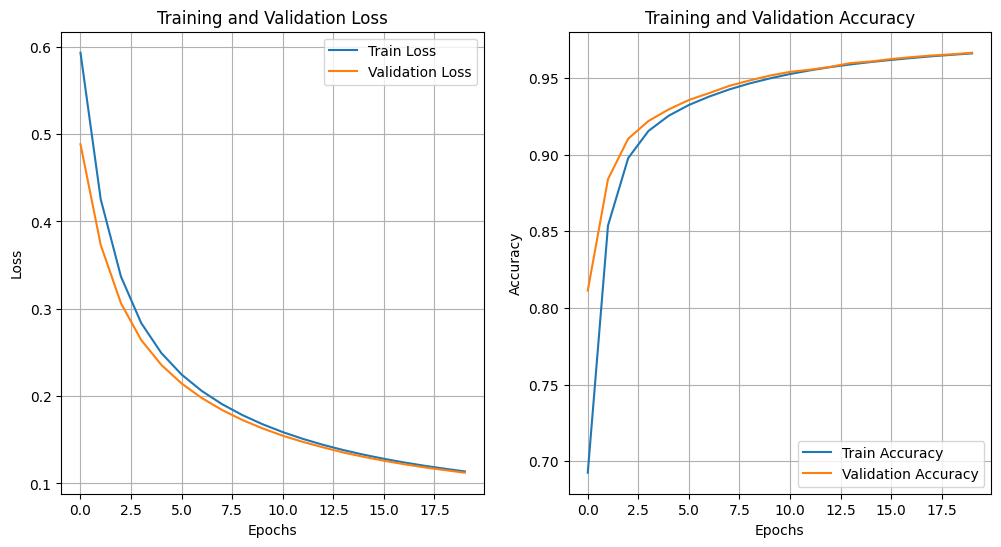 Training and Validation Loss
Train Loss
Validation Loss
0.6
0.5
0.4
0.3
0.2
0.1
Loss
0.0 2.5 5.0 7.5 10.0 12.5 15.0 17.5
Epochs
Training and Validation Accuracy
0.95
0.90
0.85
0.80
0.75
0.70
Accuracy
Train Accuracy
Validation Accuracy
0.0 2.5 5.0 7.5 10.0 12.5 15.0 17.5
Epochs